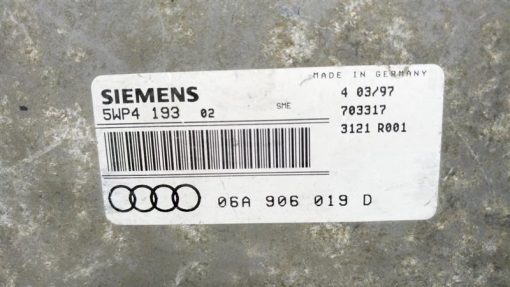 MADE IN GERMANY
SIEMENS 4 03/97
5WP4 193 02 SME 703317
3121 R001
06A 906 019 D